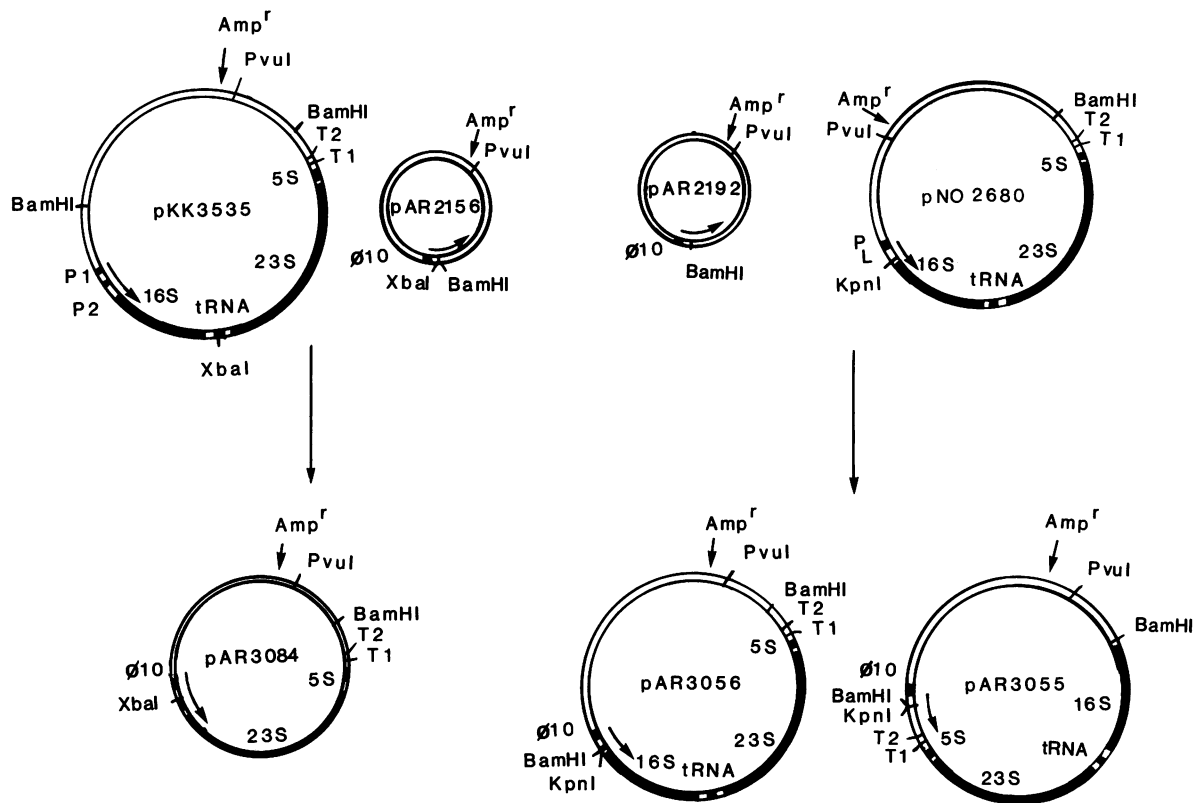 Amp r
PvuI
BamHI
T2
T1
5S
BamHI
pKK3535
23S
P1
P2
16S
tRNA
XbaI
Amp r
PvuI
pAR2156
Ø10
XbaI
BamHI
Amp r
PvuI
pAR2192
Ø10
BamHI
Amp r
PvuI
BamHI
T2
T1
5S
pNO 2680
23S
P L
KpnI
16S
tRNA
Amp r
PvuI
BamHI
T2
T1
5S
pAR3084
Ø10
XbaI
23S
Amp r
PvuI
BamHI
T2
T1
5S
pAR3056
23S
Ø10
BamHI
KpnI
16S
tRNA
Amp r
PvuI
BamHI
Ø10
BamHI
KpnI
pAR3055
16S
T2
T1
5S
tRNA
23S